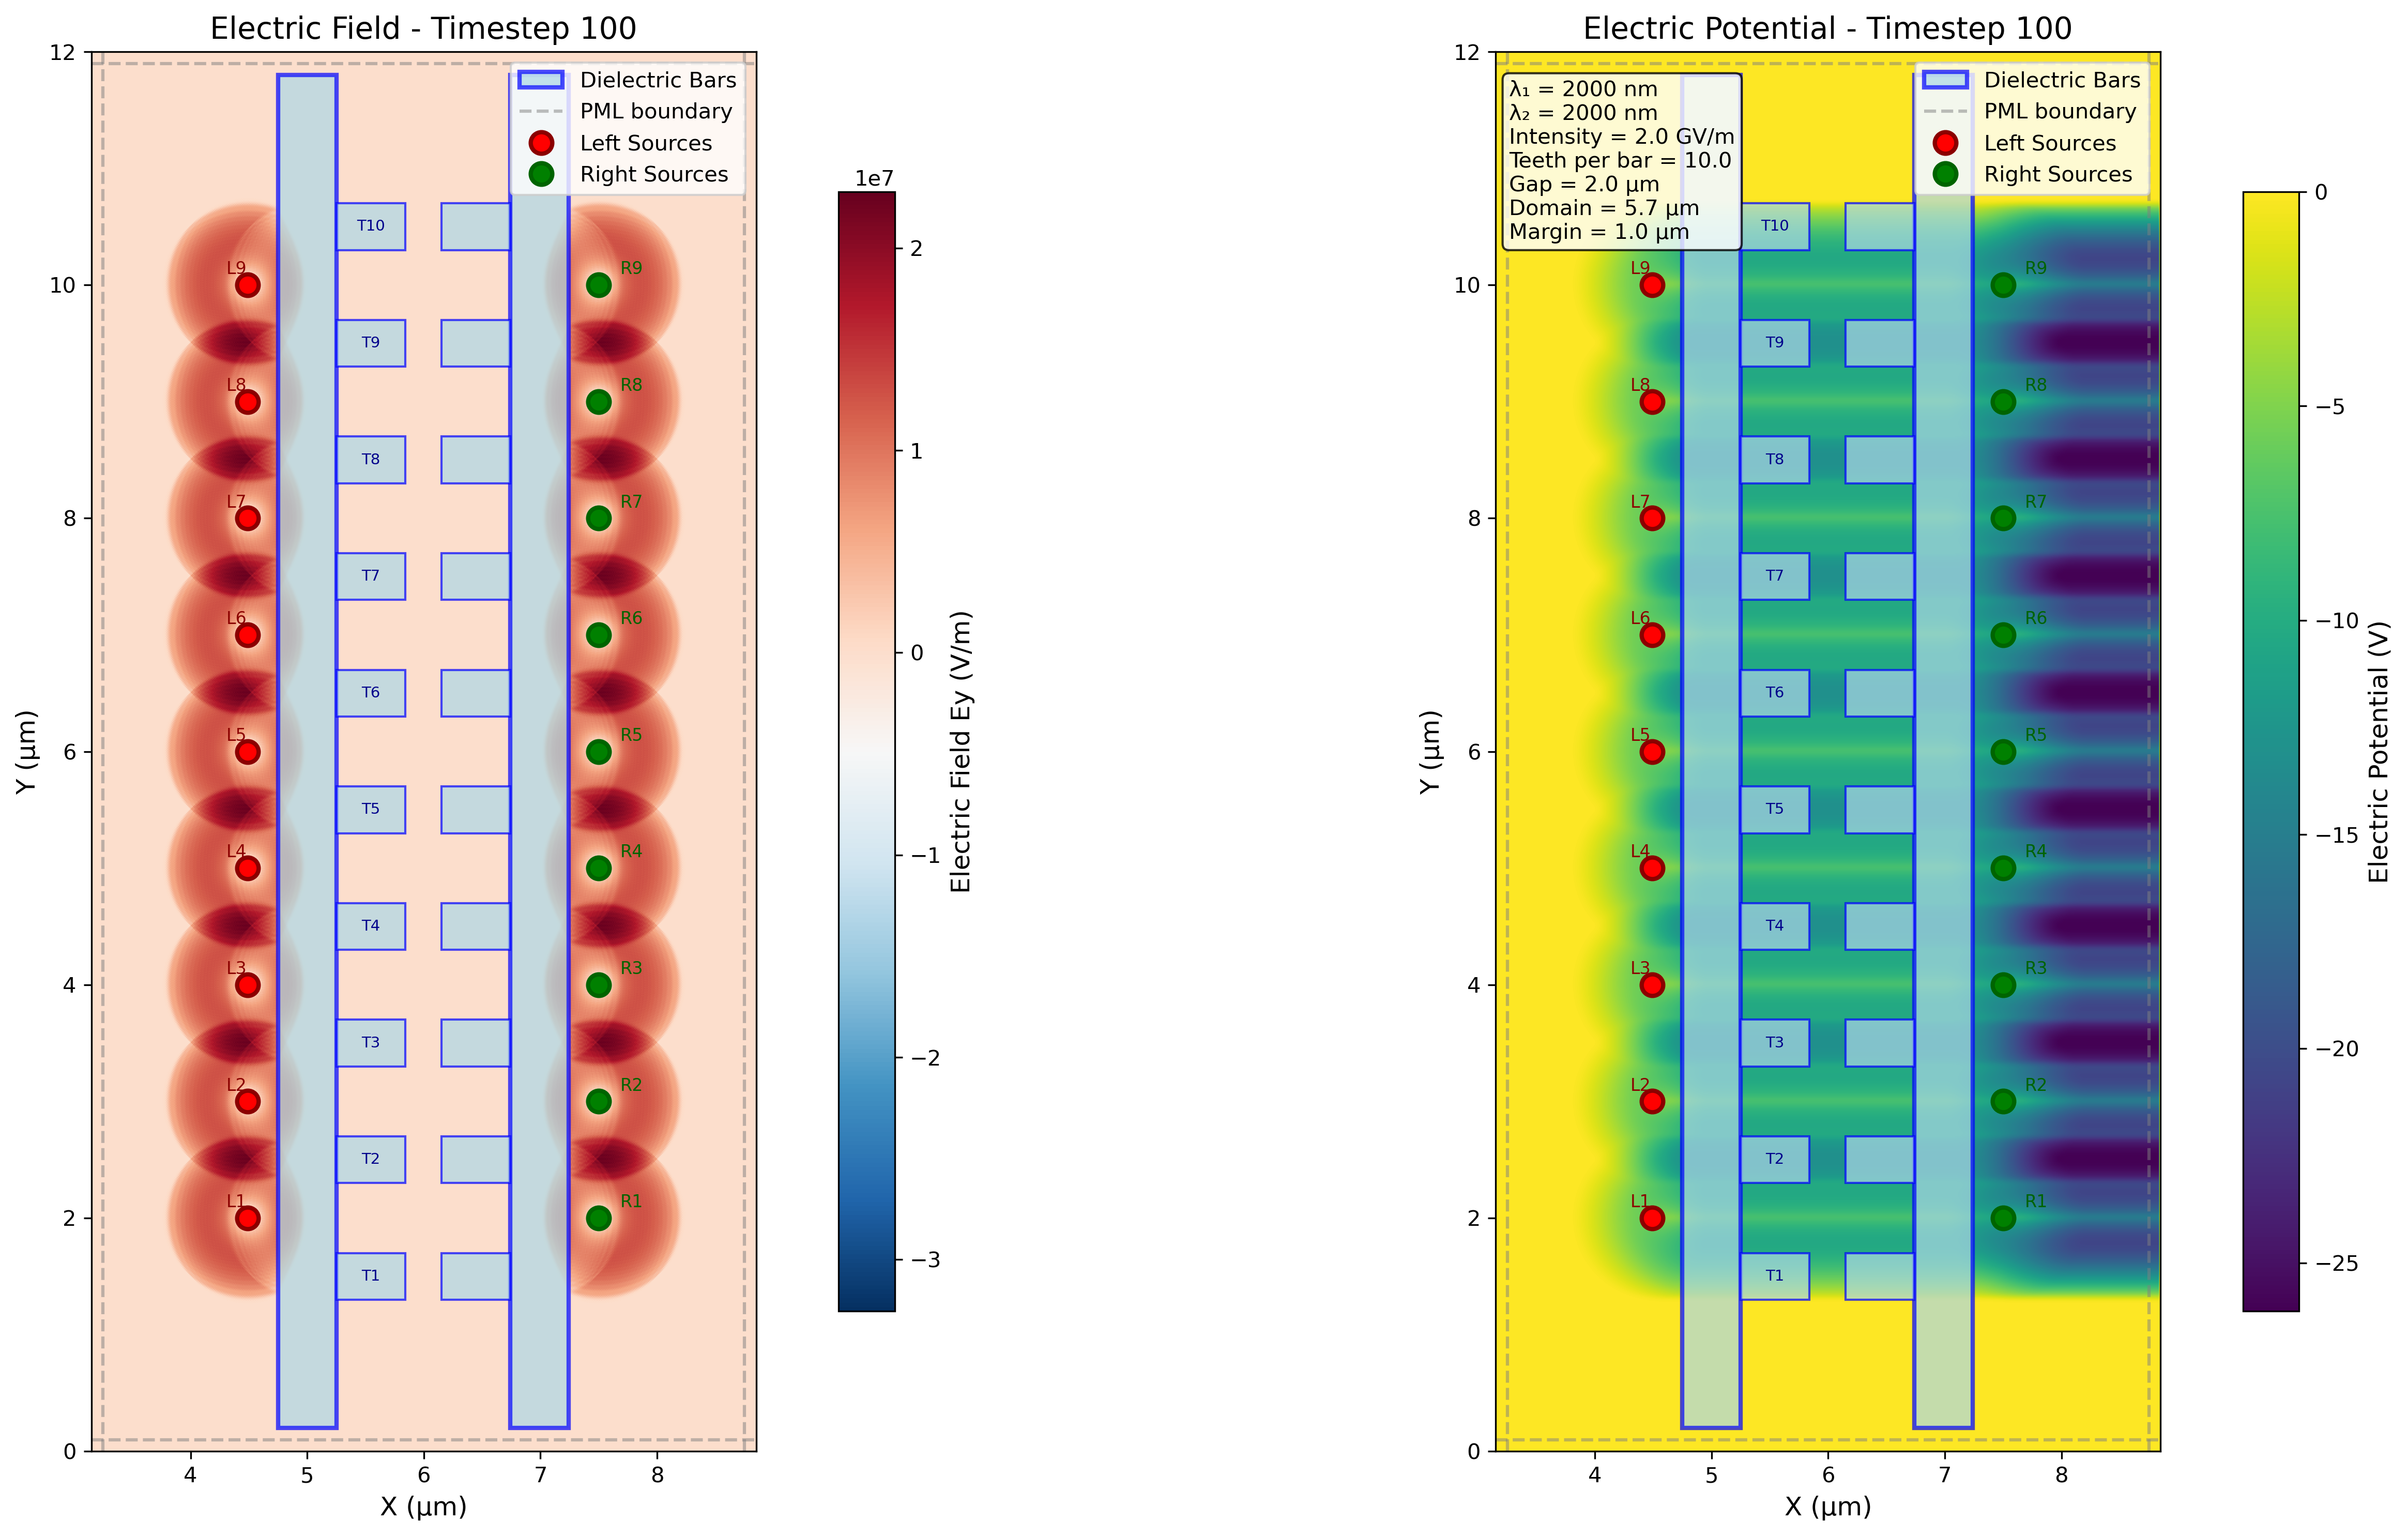 Electric Field - Timestep 100
12
10
8
6
4
2
0
4
5
6
7
8
X (μm)
Y (μm)
Dielectric Bars
PML boundary
Left Sources
Right Sources
T10
L9
R9
T9
L8
R8
T8
L7
R7
T7
L6
R6
T6
L5
R5
T5
L4
R4
T4
L3
R3
T3
L2
R2
T2
L1
R1
T1
1e7
2
1
0
−1
−2
−3
Electric Field Ey (V/m)
Electric Potential - Timestep 100
12
10
8
6
4
2
0
4
5
6
7
8
X (μm)
Y (μm)
λ₁ = 2000 nm
λ₂ = 2000 nm
Intensity = 2.0 GV/m
Teeth per bar = 10.0
Gap = 2.0 μm
Domain = 5.7 μm
Margin = 1.0 μm
Dielectric Bars
PML boundary
Left Sources
Right Sources
T10
L9
R9
T9
L8
R8
T8
L7
R7
T7
L6
R6
T6
L5
R5
T5
L4
R4
T4
L3
R3
T3
L2
R2
T2
L1
R1
T1
0
−5
−10
−15
−20
−25
Electric Potential (V)